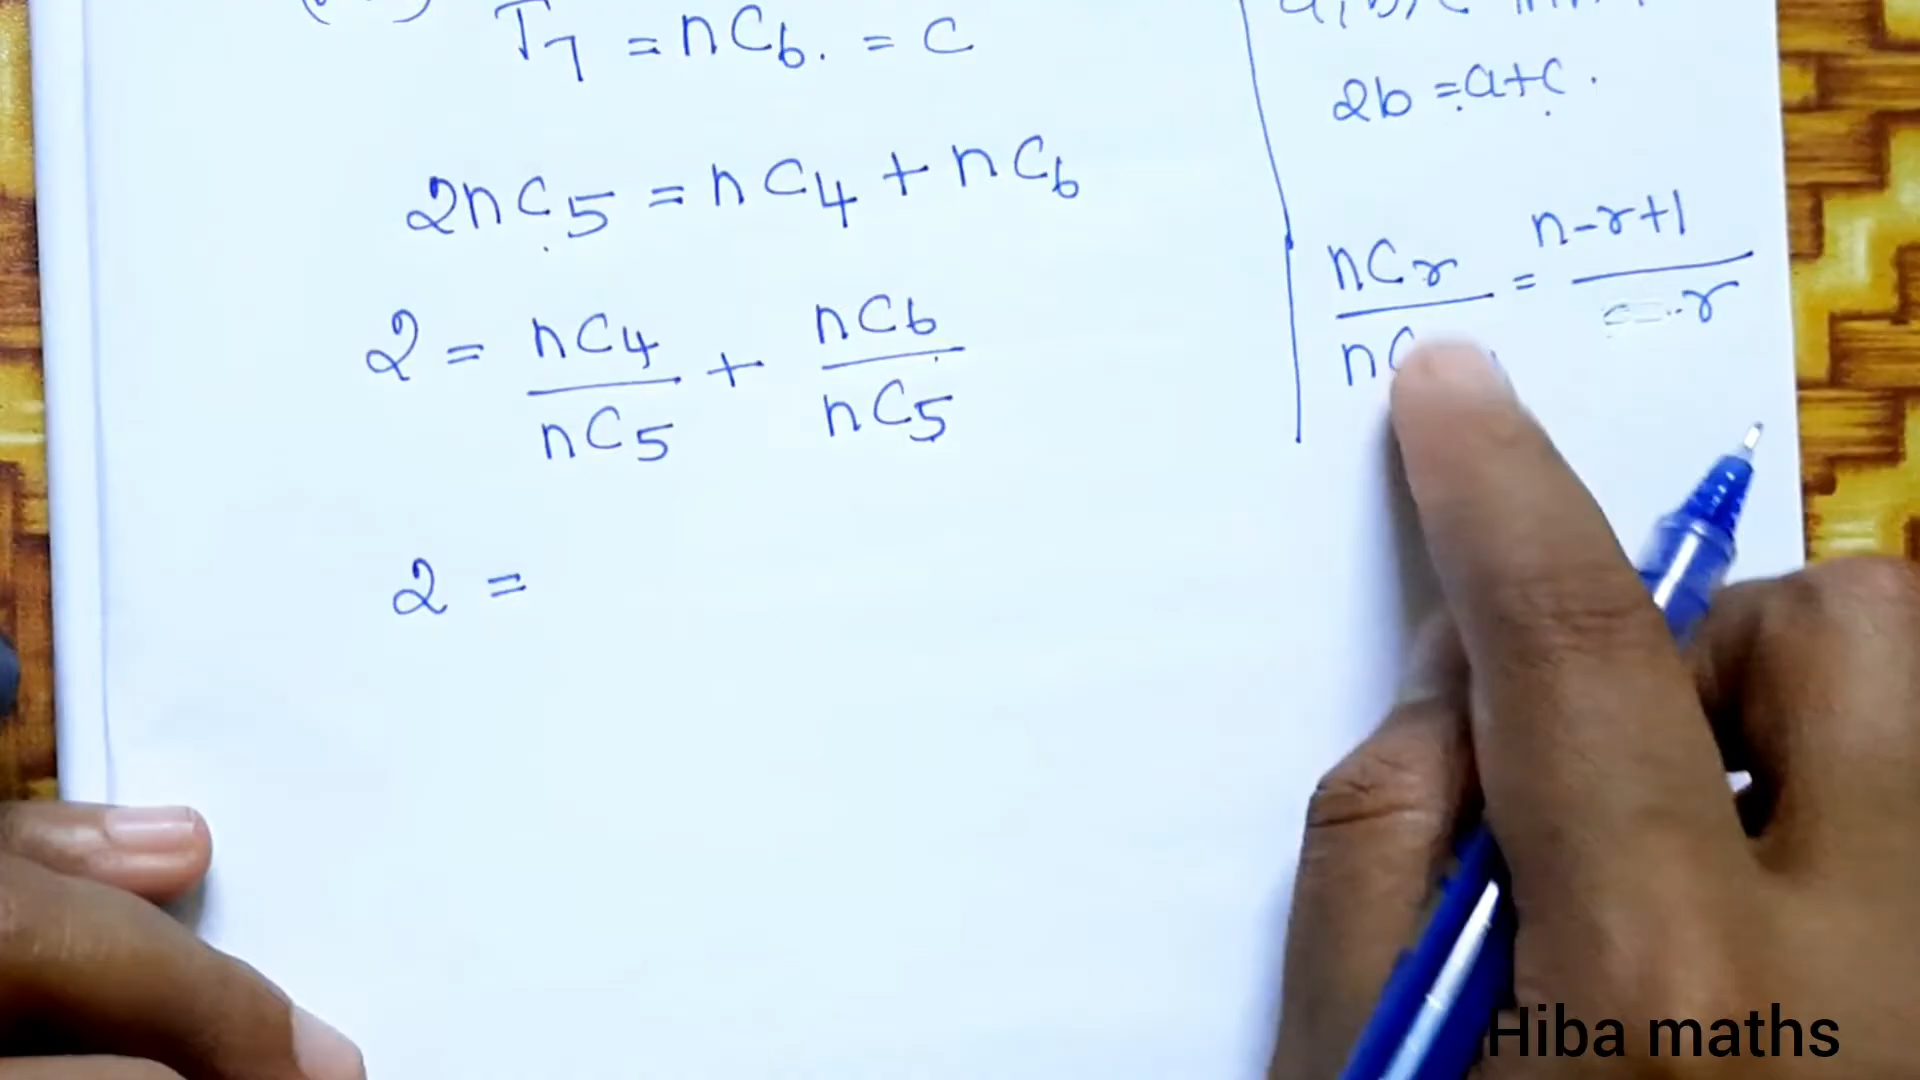 T7 = nC6. = c
2b = a+c.
2nC5 = nC4 + nC6
nCr / nC = n-r+1 / r
2 = nC4 / nC5 + nC6 / nC5
2 =
Hiba maths